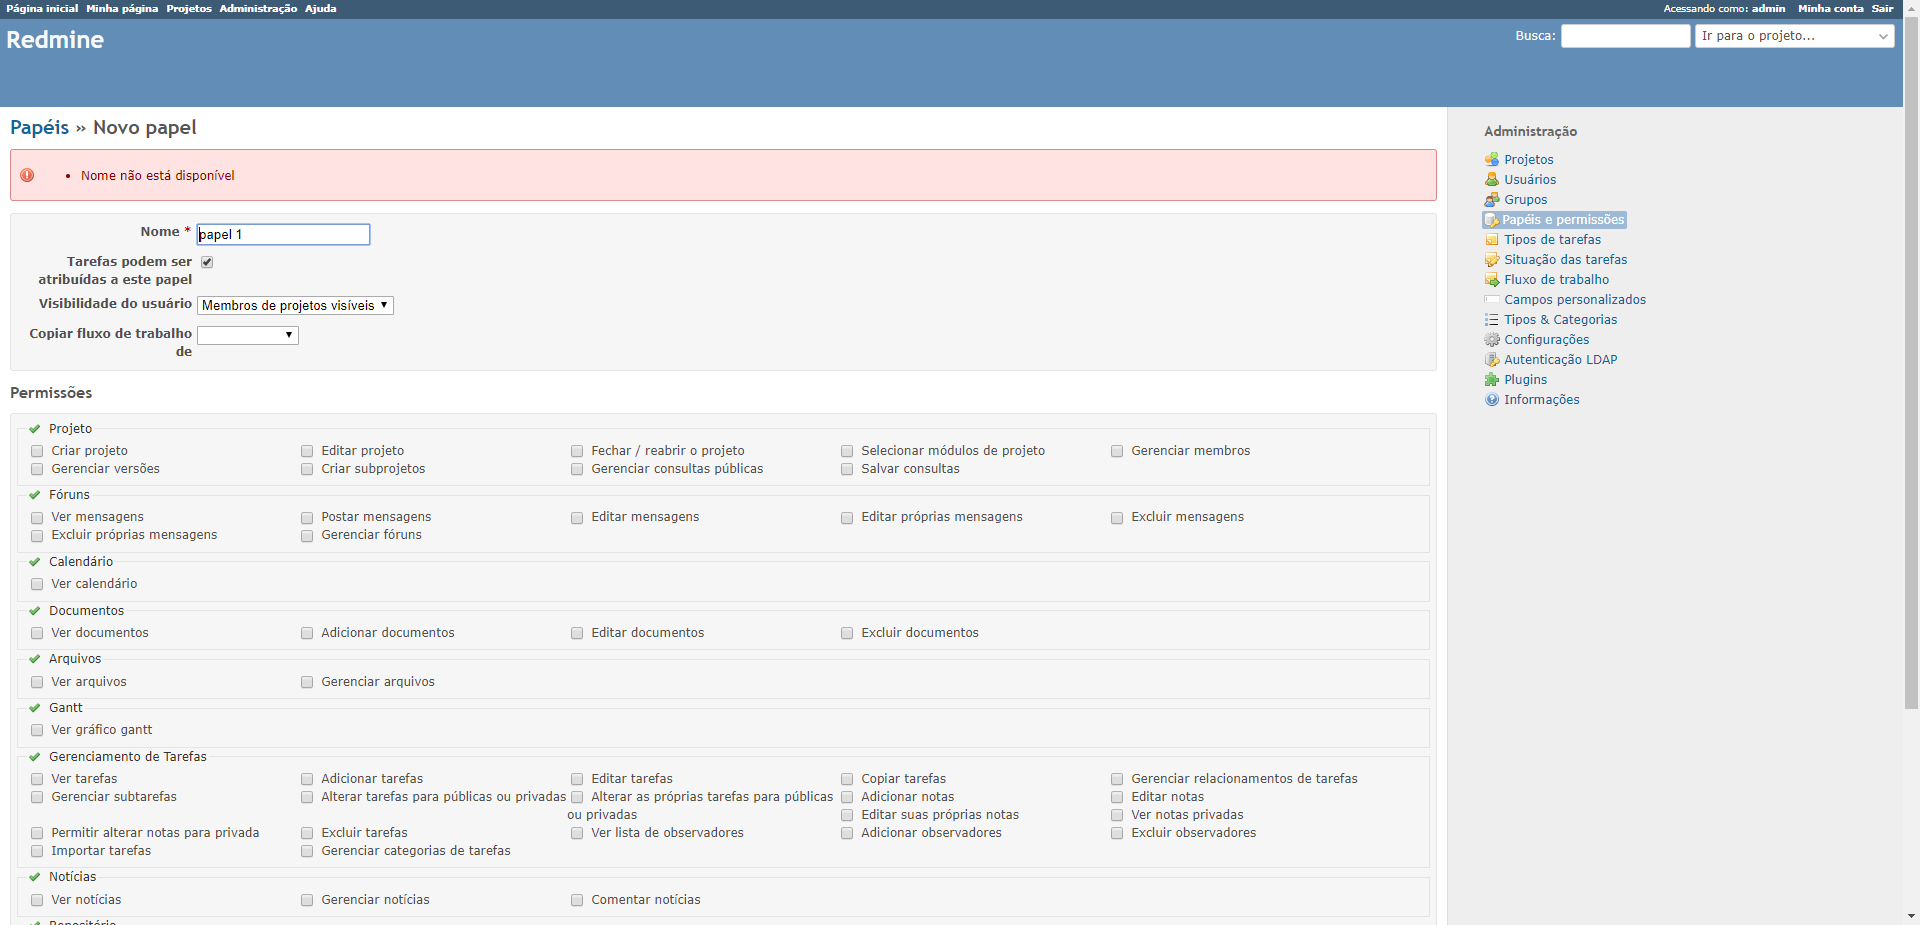 Página inicial Minha página Projetos Administração Ajuda
Acessando como: admin Minha conta Sair
Redmine
Busca: Ir para o projeto...
Papéis » Novo papel
Nome não está disponível
Nome * papel 1
Tarefas podem ser
atribuídas a este papel
Visibilidade do usuário Membros de projetos visíveis
Copiar fluxo de trabalho
de
Permissões
Projeto
Criar projeto Editar projeto Fechar / reabrir o projeto Selecionar módulos de projeto Gerenciar membros
Gerenciar versões Criar subprojetos Gerenciar consultas públicas Salvar consultas
Fóruns
Ver mensagens Postar mensagens Editar mensagens Editar próprias mensagens Excluir mensagens
Excluir próprias mensagens Gerenciar fóruns
Calendário
Ver calendário
Documentos
Ver documentos Adicionar documentos Editar documentos Excluir documentos
Arquivos
Ver arquivos Gerenciar arquivos
Gantt
Ver gráfico gantt
Gerenciamento de Tarefas
Ver tarefas Adicionar tarefas Editar tarefas Copiar tarefas Gerenciar relacionamentos de tarefas
Gerenciar subtarefas Alterar tarefas para públicas ou privadas Alterar as próprias tarefas para públicas Adicionar notas Editar notas
ou privadas Editar suas próprias notas Ver notas privadas
Permitir alterar notas para privada Excluir tarefas Ver lista de observadores Adicionar observadores Excluir observadores
Importar tarefas Gerenciar categorias de tarefas
Notícias
Ver notícias Gerenciar notícias Comentar notícias
Repositório
Administração
Projetos
Usuários
Grupos
Papéis e permissões
Tipos de tarefas
Situação das tarefas
Fluxo de trabalho
Campos personalizados
Tipos & Categorias
Configurações
Autenticação LDAP
Plugins
Informações